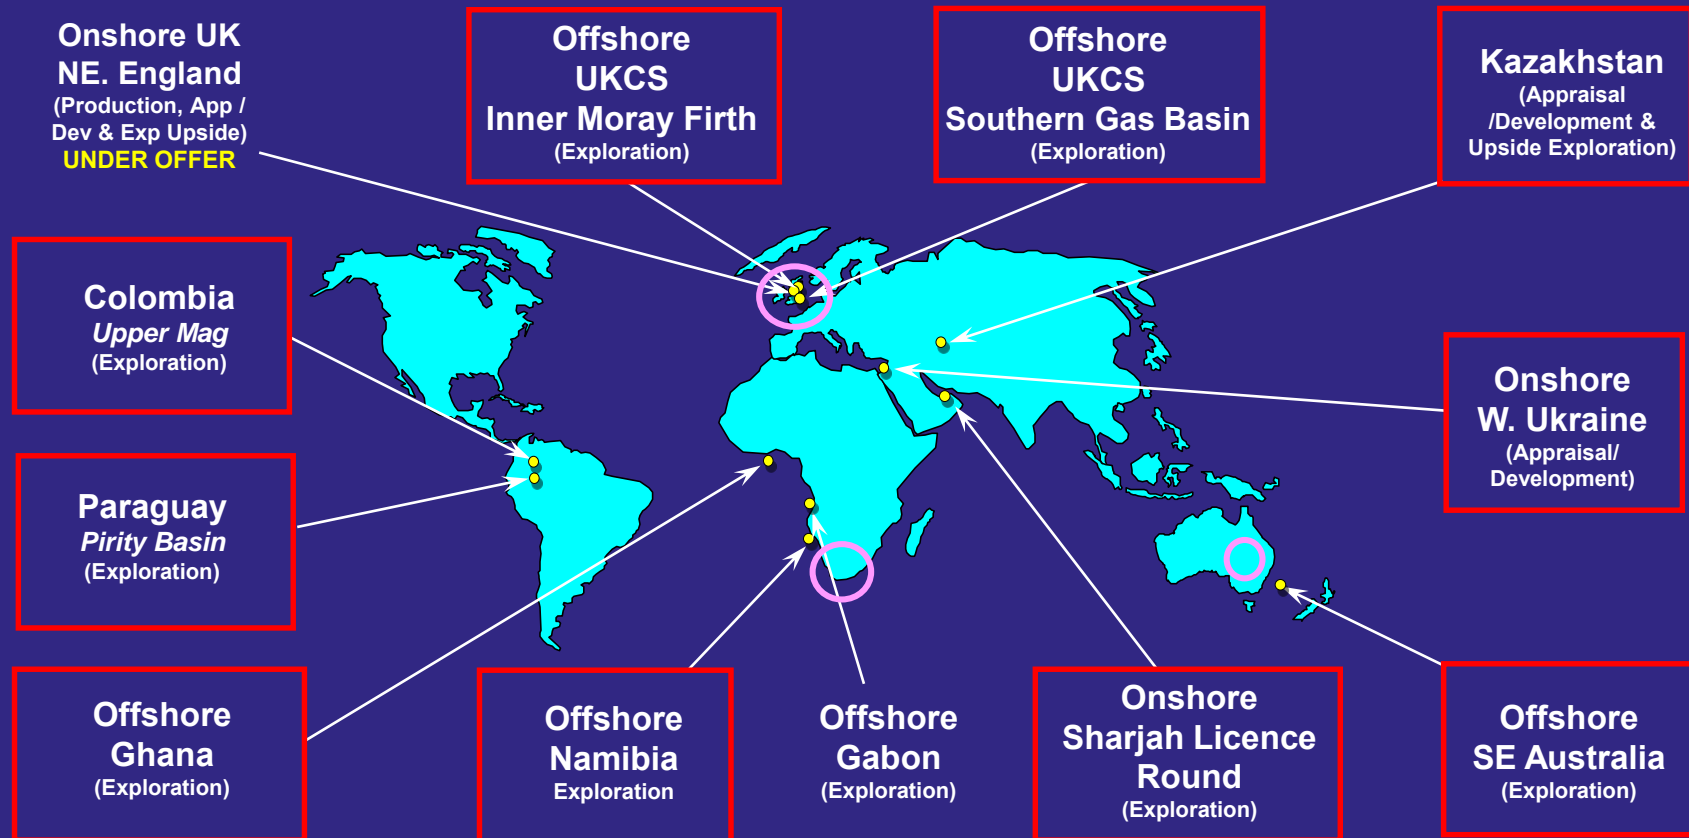 Onshore UK
NE. England
(Production, App /
Dev & Exp Upside)
UNDER OFFER
Offshore
UKCS
Inner Moray Firth
(Exploration)
Offshore
UKCS
Southern Gas Basin
(Exploration)
Kazakhstan
(Appraisal
/Development &
Upside Exploration)
Colombia
Upper Mag
(Exploration)
Onshore
W. Ukraine
(Appraisal/
Development)
Paraguay
Pirity Basin
(Exploration)
Offshore
Ghana
(Exploration)
Offshore
Namibia
Exploration
Offshore
Gabon
(Exploration)
Onshore
Sharjah Licence
Round
(Exploration)
Offshore
SE Australia
(Exploration)